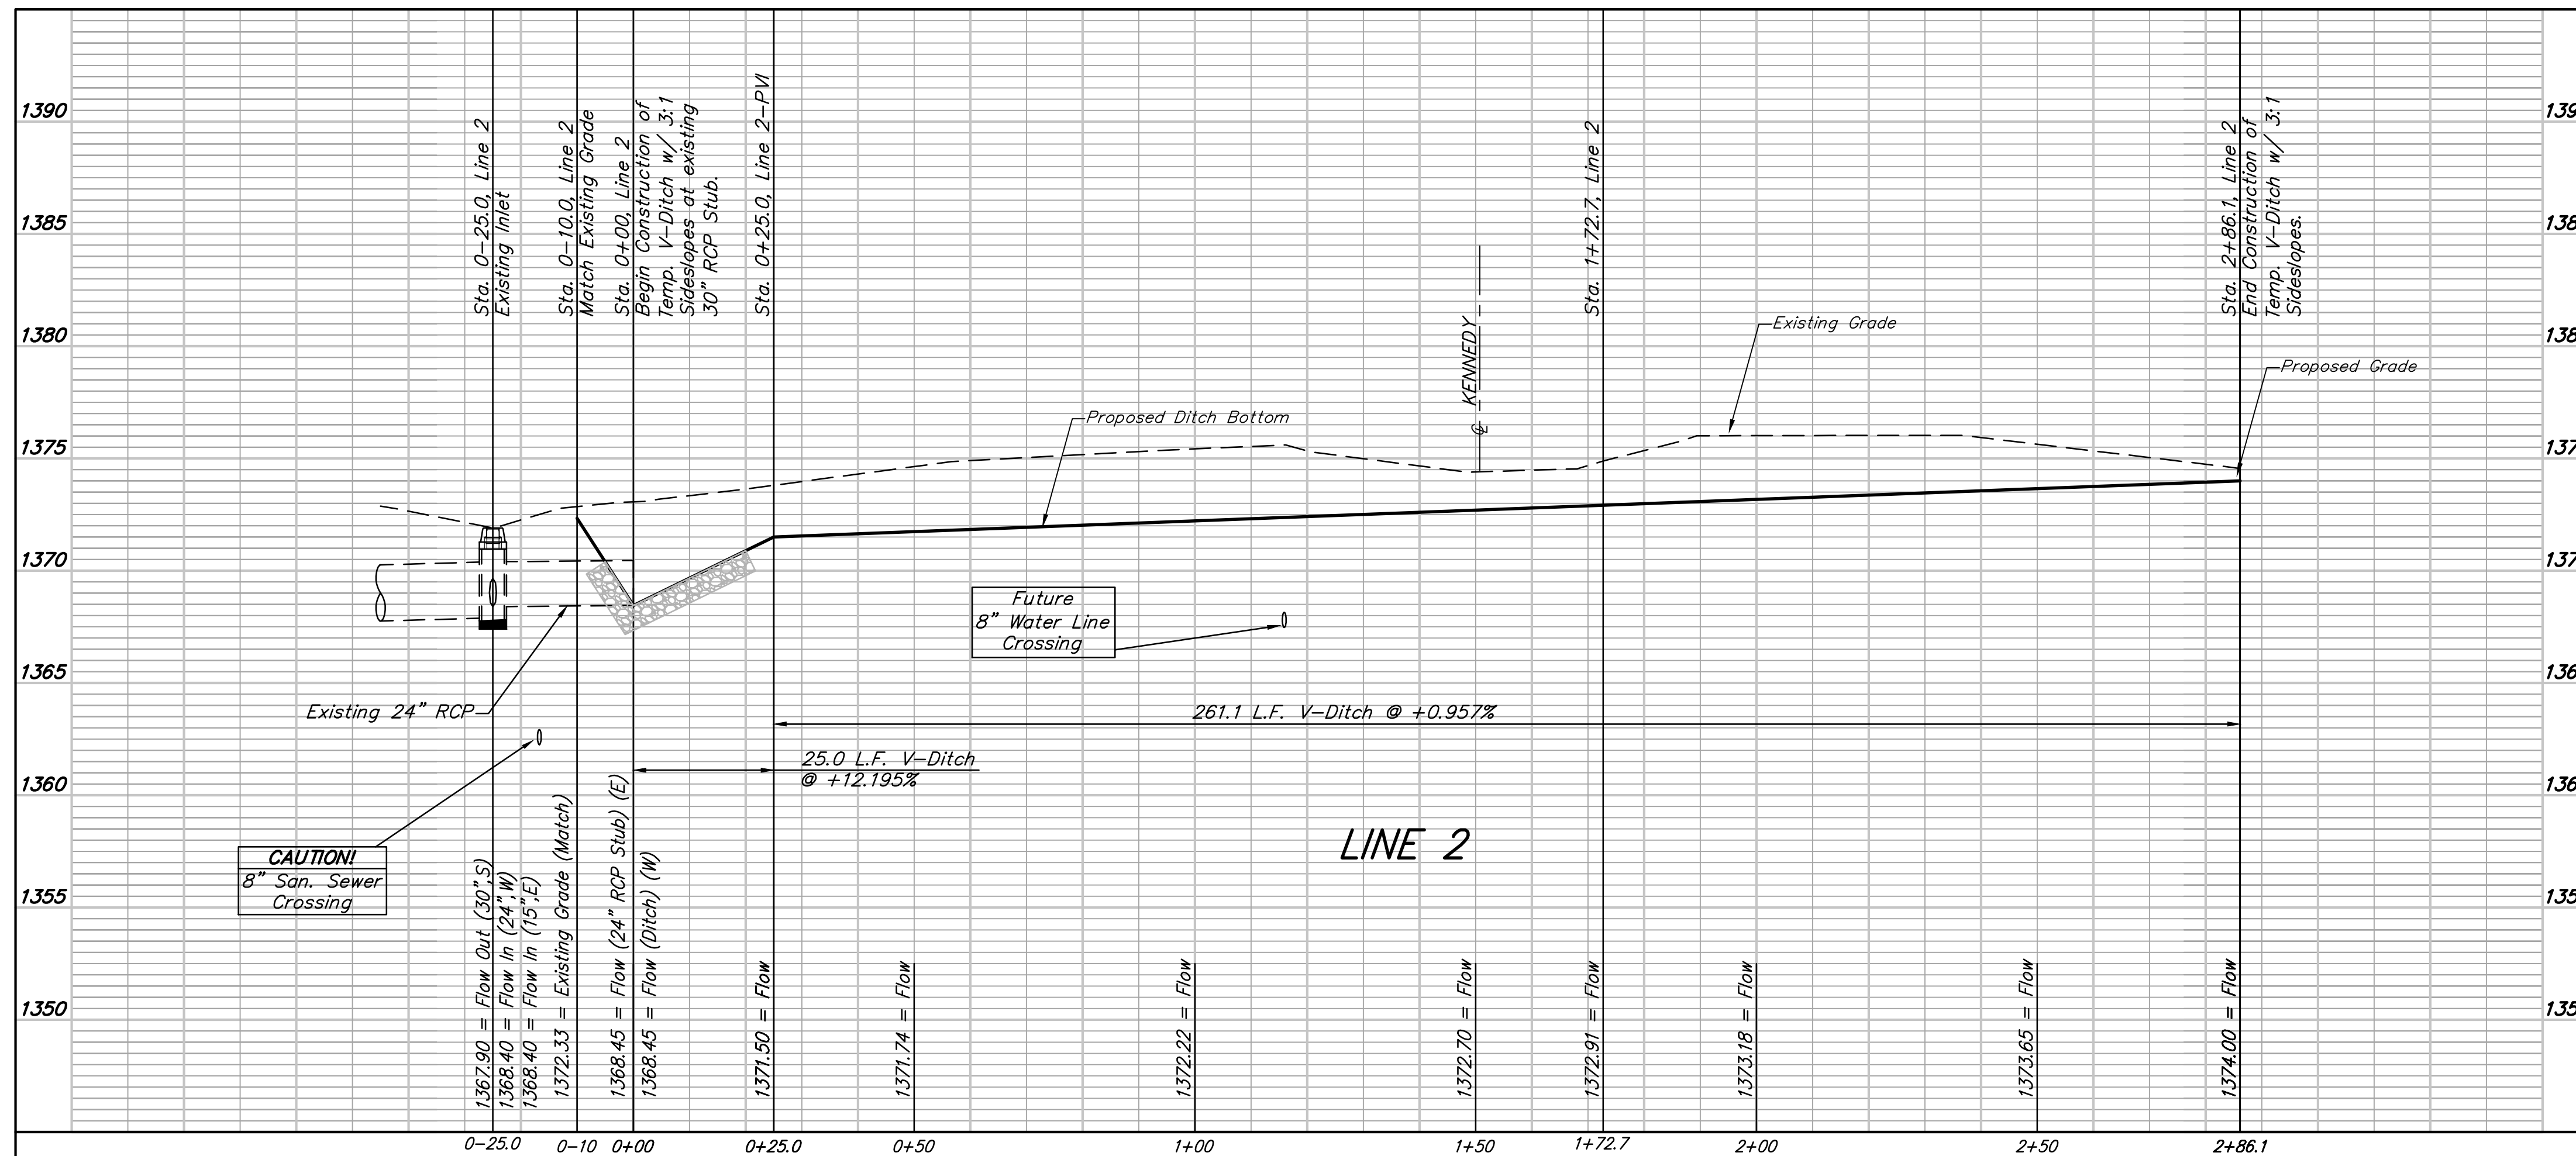 1390
1385
1380
1375
1370
1365
1360
1355
1350
Sta. 0-25.0, Line 2
Existing Inlet
Sta. 0-10.0, Line 2
Match Existing Grade
Sta. 0+00, Line 2
Begin Construction of
Temp. V-Ditch w/ 3:1
Sideslopes at existing
30" RCP Stub.
Sta. 0+25.0, Line 2-PVI
KENNEDY
℄
Sta. 1+72.7, Line 2
Sta. 2+86.1, Line 2
End Construction of
Temp. V-Ditch w/ 3:1
Sideslopes.
Existing Grade
Proposed Grade
Proposed Ditch Bottom
Future
8" Water Line
Crossing
Existing 24" RCP
261.1 L.F. V-Ditch @ +0.957%
25.0 L.F. V-Ditch
@ +12.195%
CAUTION!
8" San. Sewer
Crossing
LINE 2
1367.90 = Flow Out (30",S)
1368.40 = Flow In (24",W)
1368.40 = Flow In (15",E)
1372.33 = Existing Grade (Match)
1368.45 = Flow (24" RCP Stub) (E)
1368.45 = Flow (Ditch) (W)
1371.50 = Flow
1371.74 = Flow
1372.22 = Flow
1372.70 = Flow
1372.91 = Flow
1373.18 = Flow
1373.65 = Flow
1374.00 = Flow
0-25.0
0-10
0+00
0+25.0
0+50
1+00
1+50
1+72.7
2+00
2+50
2+86.1
139
138
138
137
137
136
136
135
135